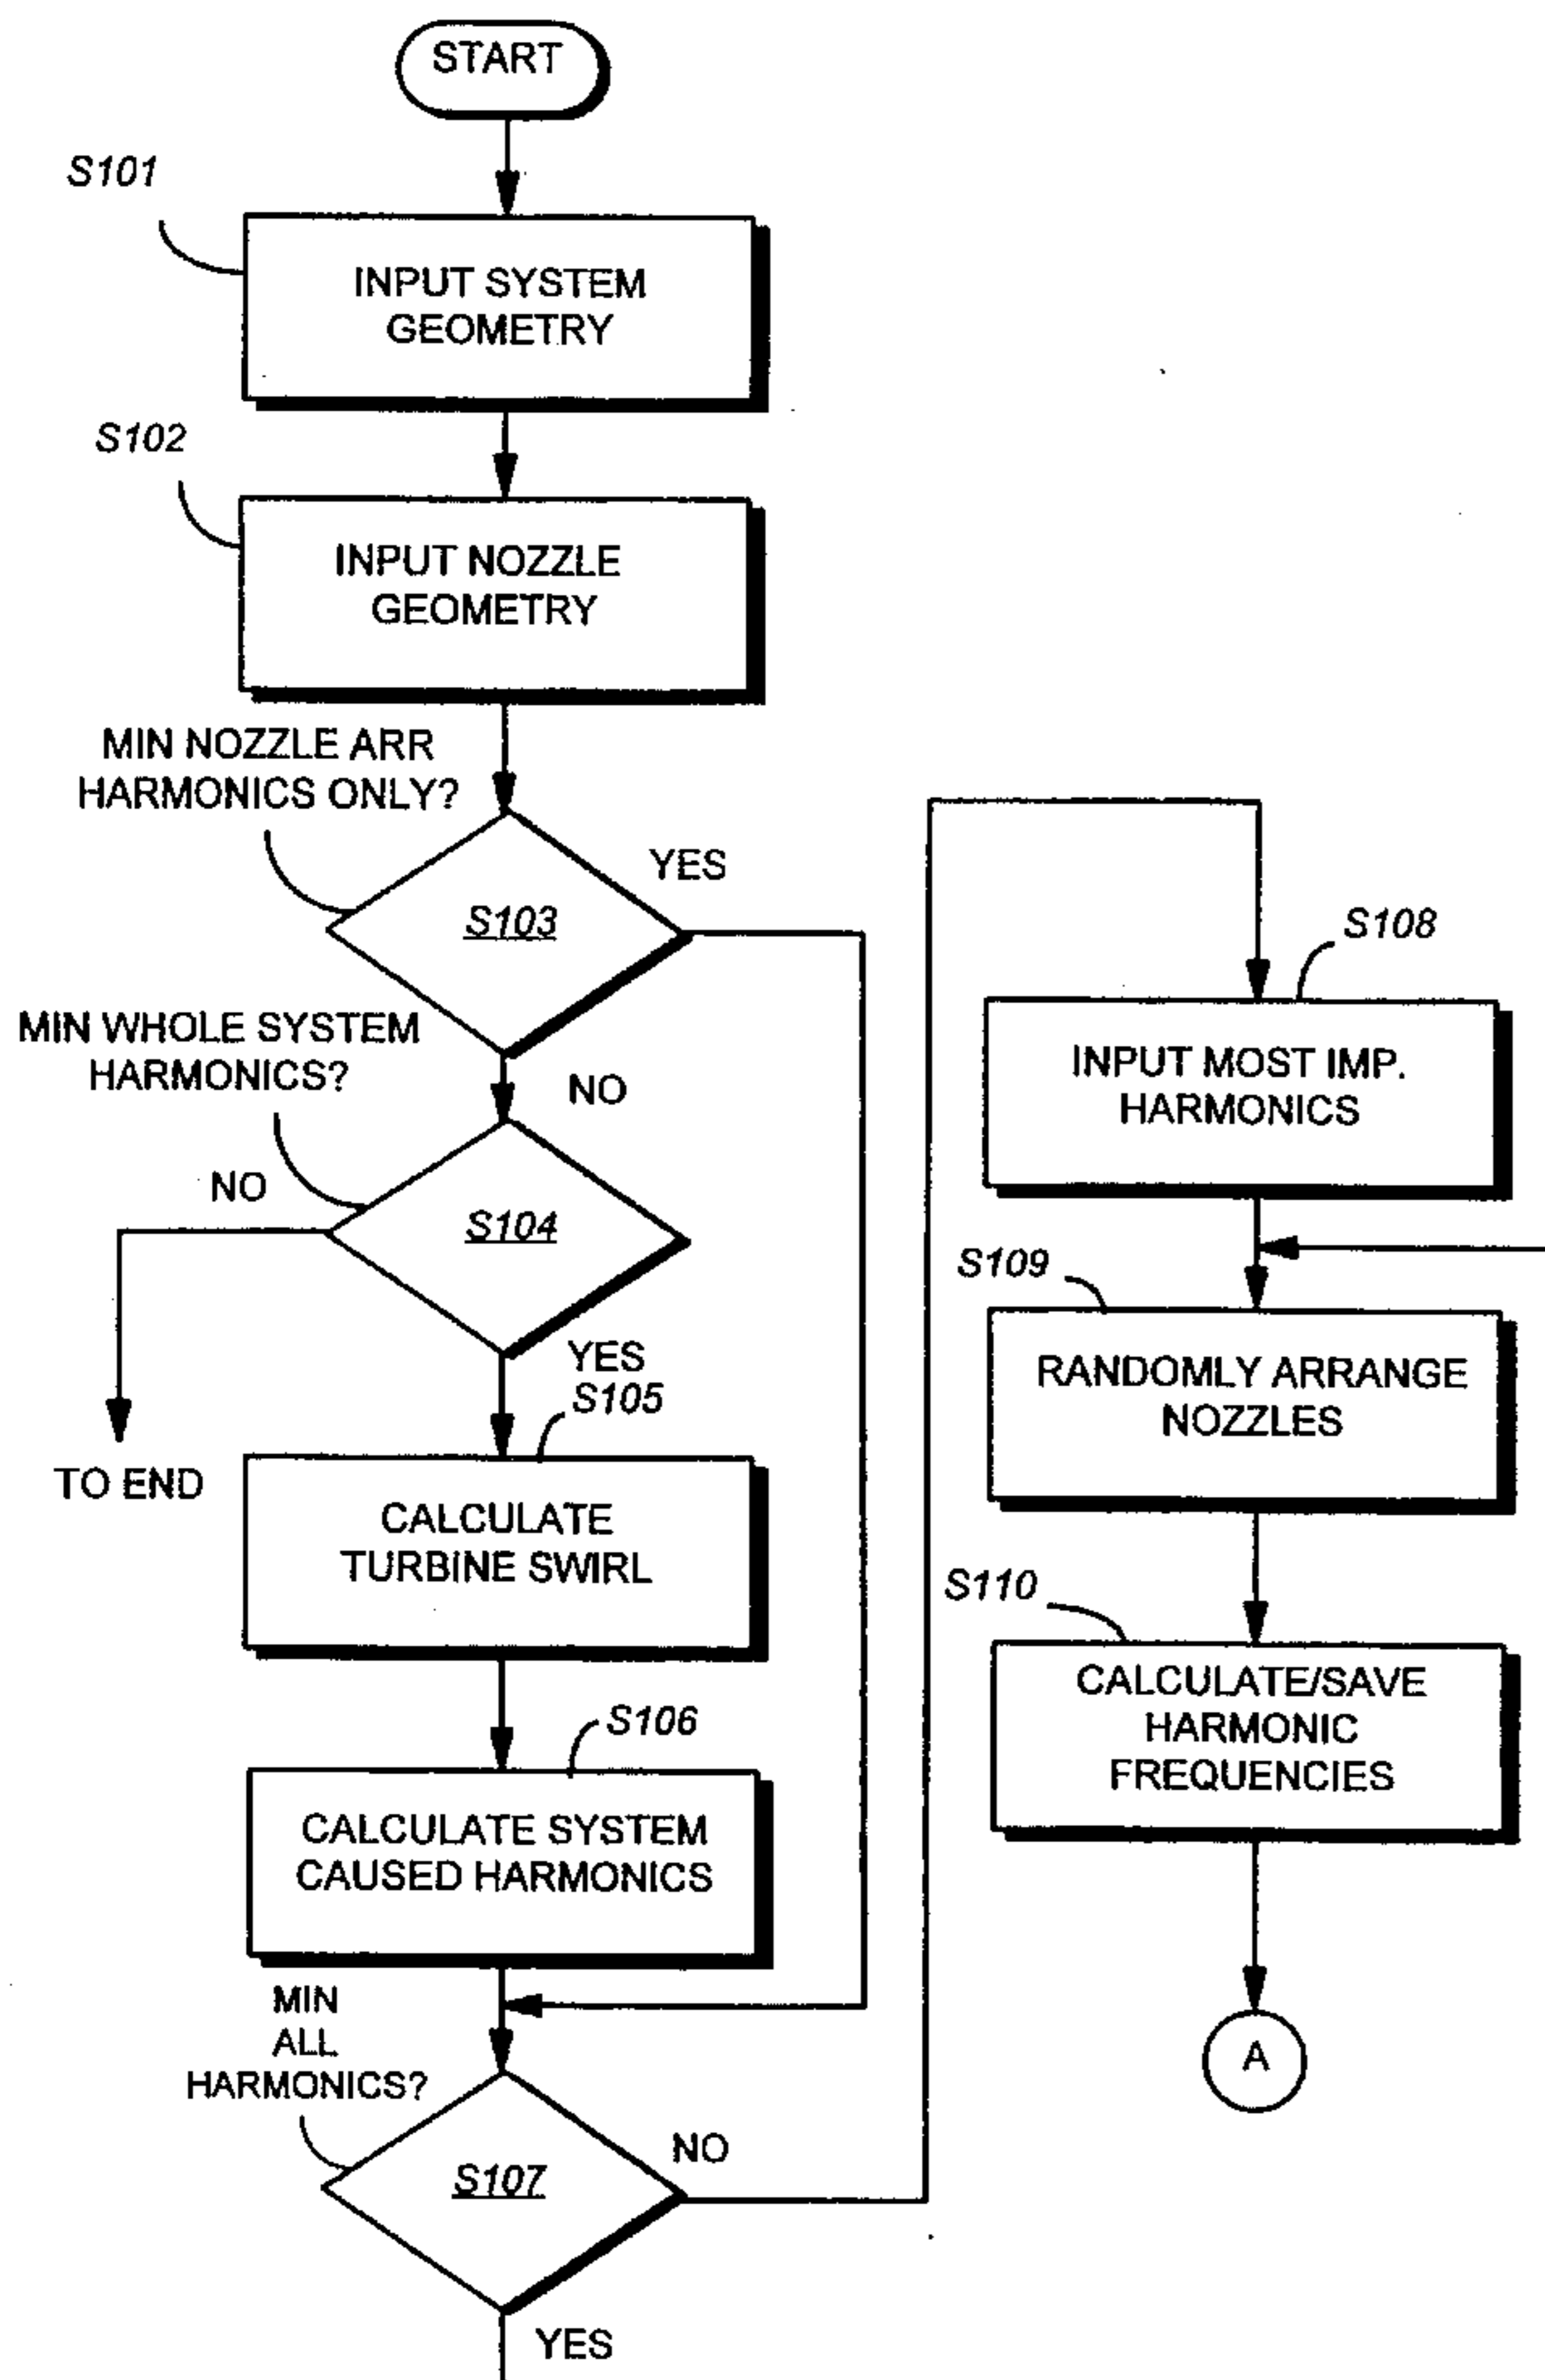 START
S101
INPUT SYSTEM
GEOMETRY
S102
INPUT NOZZLE
GEOMETRY
MIN NOZZLE ARR
HARMONICS ONLY?
YES
S103
MIN WHOLE SYSTEM
HARMONICS?
NO
NO
S104
YES
TO END
S105
CALCULATE
TURBINE SWIRL
S106
CALCULATE SYSTEM
CAUSED HARMONICS
MIN
ALL
HARMONICS?
NO
S107
YES
S108
INPUT MOST IMP.
HARMONICS
S109
RANDOMLY ARRANGE
NOZZLES
S110
CALCULATE/SAVE
HARMONIC
FREQUENCIES
A